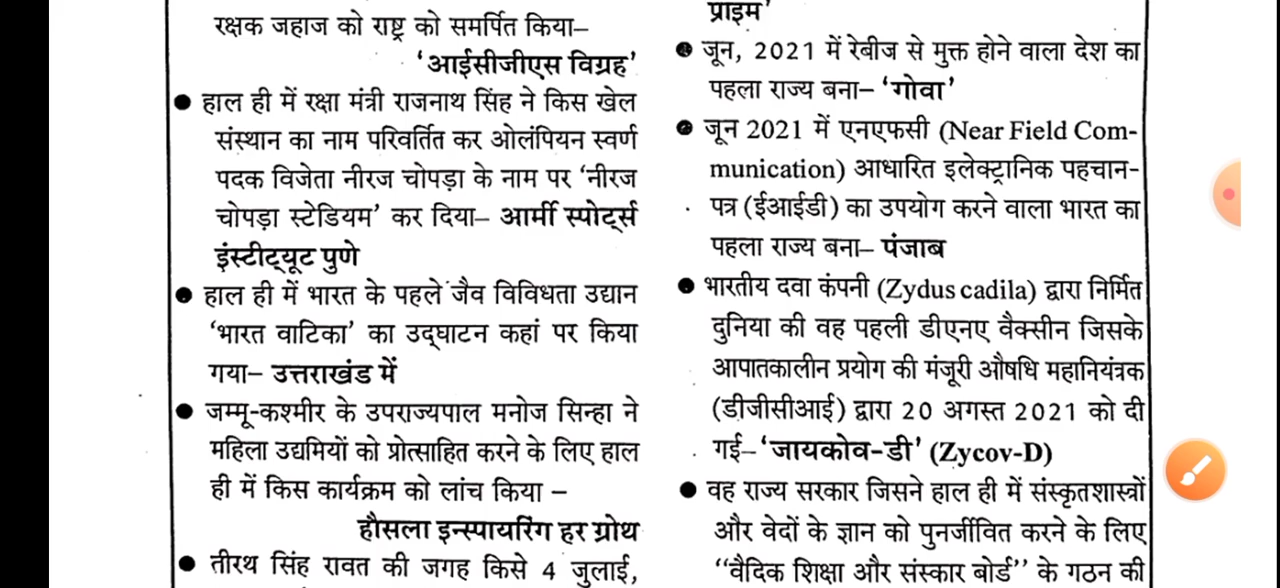 रक्षक जहाज को राष्ट्र को समर्पित किया–
‘आईसीजीएस विग्रह’
● हाल ही में रक्षा मंत्री राजनाथ सिंह ने किस खेल
संस्थान का नाम परिवर्तित कर ओलंपियन स्वर्ण
पदक विजेता नीरज चोपड़ा के नाम पर ‘नीरज
चोपड़ा स्टेडियम’ कर दिया– आर्मी स्पोर्ट्स
इंस्टीट्यूट पुणे
● हाल ही में भारत के पहले जैव विविधता उद्यान
‘भारत वाटिका’ का उद्घाटन कहां पर किया
गया– उत्तराखंड में
● जम्मू-कश्मीर के उपराज्यपाल मनोज सिन्हा ने
महिला उद्यमियों को प्रोत्साहित करने के लिए हाल
ही में किस कार्यक्रम को लांच किया –
हौसला इन्स्पायरिंग हर ग्रोथ
● तीरथ सिंह रावत की जगह किसे 4 जुलाई,
प्राइम’
● जून, 2021 में रेबीज से मुक्त होने वाला देश का
पहला राज्य बना– ‘गोवा’
● जून 2021 में एनएफसी (Near Field Com-
munication) आधारित इलेक्ट्रानिक पहचान-
पत्र (ईआईडी) का उपयोग करने वाला भारत का
पहला राज्य बना– पंजाब
● भारतीय दवा कंपनी (Zydus cadila) द्वारा निर्मित
दुनिया की वह पहली डीएनए वैक्सीन जिसके
आपातकालीन प्रयोग की मंजूरी औषधि महानियंत्रक
(डीजीसीआई) द्वारा 20 अगस्त 2021 को दी
गई– ‘जायकोव-डी’ (Zycov-D)
● वह राज्य सरकार जिसने हाल ही में संस्कृतशास्त्रों
और वेदों के ज्ञान को पुनर्जीवित करने के लिए
“वैदिक शिक्षा और संस्कार बोर्ड” के गठन की